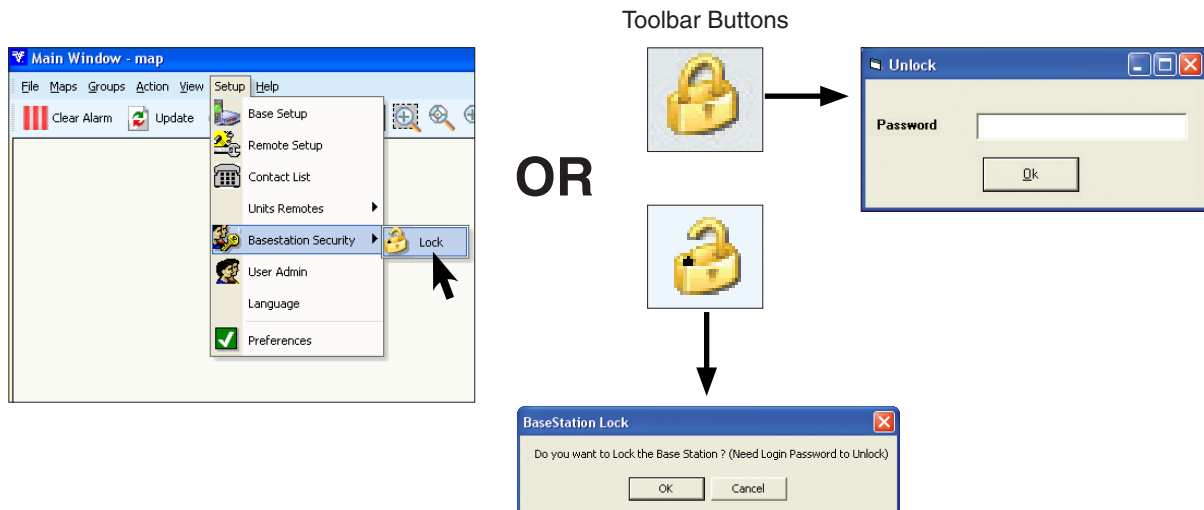 Toolbar Buttons
Main Window - map
File Maps Groups Action View Setup Help
Clear Alarm Update
Base Setup
Remote Setup
Contact List
Units Remotes
Basestation Security
Lock
User Admin
Language
Preferences
OR
Unlock
Password
Ok
BaseStation Lock
Do you want to Lock the Base Station ? (Need Login Password to Unlock)
OK Cancel